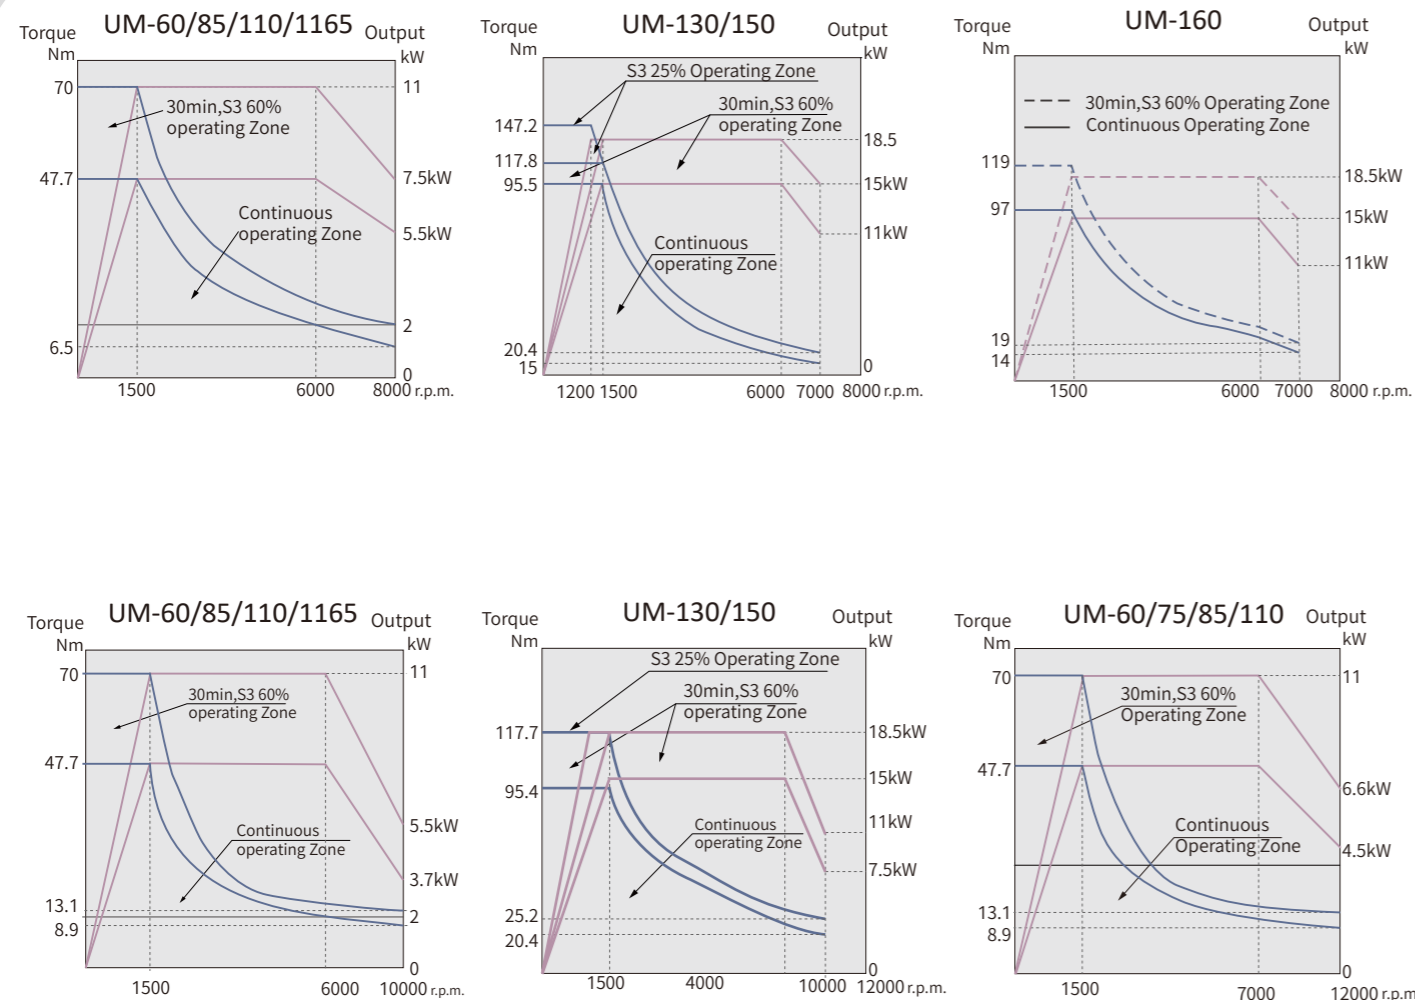 UM-60/85/110/1165
Torque
Nm
Output
kW
70
11
30min,S3 60%
operating Zone
47.7
7.5kW
Continuous
operating Zone
5.5kW
2
6.5
0
1500
6000
8000 r.p.m.
UM-130/150
Torque
Nm
Output
kW
S3 25% Operating Zone
30min,S3 60%
operating Zone
147.2
18.5
117.8
95.5
15kW
11kW
Continuous
operating Zone
20.4
15
0
1200
1500
6000
7000
8000 r.p.m.
UM-160
Torque
Nm
Output
kW
30min,S3 60% Operating Zone
Continuous Operating Zone
119
18.5kW
97
15kW
11kW
19
14
1500
6000
7000
8000 r.p.m.
UM-60/85/110/1165
Torque
Nm
Output
kW
70
11
30min,S3 60%
operating Zone
47.7
Continuous
operating Zone
5.5kW
3.7kW
13.1
2
8.9
0
1500
6000
10000 r.p.m.
UM-130/150
Torque
Nm
Output
kW
S3 25% Operating Zone
30min,S3 60%
operating Zone
117.7
18.5kW
15kW
95.4
11kW
Continuous
operating Zone
7.5kW
25.2
20.4
0
1500
4000
10000
12000 r.p.m.
UM-60/75/85/110
Torque
Nm
Output
kW
70
11
30min,S3 60%
Operating Zone
47.7
6.6kW
Continuous
Operating Zone
4.5kW
13.1
8.9
0
1500
7000
12000 r.p.m.